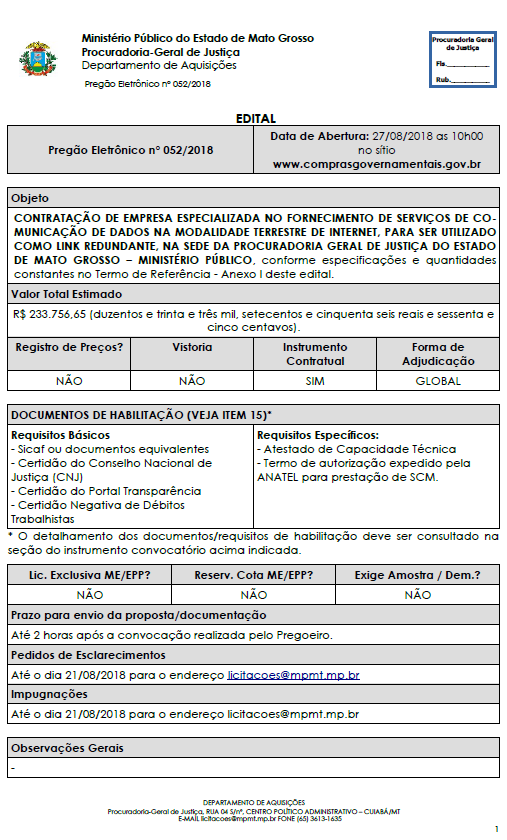 Ministério Público do Estado de Mato Grosso
Procuradoria-Geral de Justiça
Departamento de Aquisições
Pregão Eletrônico nº 052/2018
Procuradoria Geral
de Justiça
Fls.__________
Rub.__________
EDITAL
Pregão Eletrônico nº 052/2018
Data de Abertura: 27/08/2018 as 10h00
no sítio
www.comprasgovernamentais.gov.br
Objeto
CONTRATAÇÃO DE EMPRESA ESPECIALIZADA NO FORNECIMENTO DE SERVIÇOS DE CO-
MUNICAÇÃO DE DADOS NA MODALIDADE TERRESTRE DE INTERNET, PARA SER UTILIZADO
COMO LINK REDUNDANTE, NA SEDE DA PROCURADORIA GERAL DE JUSTIÇA DO ESTADO
DE MATO GROSSO – MINISTÉRIO PÚBLICO, conforme especificações e quantidades
constantes no Termo de Referência - Anexo I deste edital.
Valor Total Estimado
R$ 233.756,65 (duzentos e trinta e três mil, setecentos e cinquenta seis reais e sessenta e
cinco centavos).
Registro de Preços?
Vistoria
Instrumento
Contratual
Forma de
Adjudicação
NÃO
NÃO
SIM
GLOBAL
DOCUMENTOS DE HABILITAÇÃO (VEJA ITEM 15)*
Requisitos Básicos
- Sicaf ou documentos equivalentes
- Certidão do Conselho Nacional de
Justiça (CNJ)
- Certidão do Portal Transparência
- Certidão Negativa de Débitos
Trabalhistas
Requisitos Específicos:
- Atestado de Capacidade Técnica
- Termo de autorização expedido pela
ANATEL para prestação de SCM.
* O detalhamento dos documentos/requisitos de habilitação deve ser consultado na
seção do instrumento convocatório acima indicada.
Lic. Exclusiva ME/EPP?
Reserv. Cota ME/EPP?
Exige Amostra / Dem.?
NÃO
NÃO
NÃO
Prazo para envio da proposta/documentação
Até 2 horas após a convocação realizada pelo Pregoeiro.
Pedidos de Esclarecimentos
Até o dia 21/08/2018 para o endereço licitacoes@mpmt.mp.br
Impugnações
Até o dia 21/08/2018 para o endereço licitacoes@mpmt.mp.br
Observações Gerais
-
DEPARTAMENTO DE AQUISIÇÕES
Procuradoria-Geral de Justiça, RUA 04 S/nº, CENTRO POLÍTICO ADMINISTRATIVO – CUIABÁ/MT
E-MAIL licitacoes@mpmt.mp.br FONE (65) 3613-1635
1